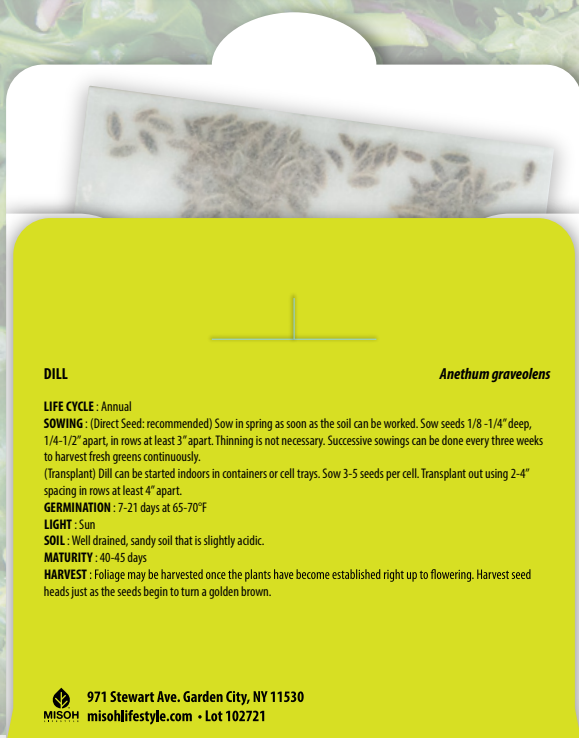 DILL Anethum graveolens
LIFE CYCLE : Annual
SOWING : (Direct Seed: recommended) Sow in spring as soon as the soil can be worked. Sow seeds 1/8 -1/4” deep,
1/4-1/2” apart, in rows at least 3” apart. Thinning is not necessary. Successive sowings can be done every three weeks
to harvest fresh greens continuously.
(Transplant) Dill can be started indoors in containers or cell trays. Sow 3-5 seeds per cell. Transplant out using 2-4”
spacing in rows at least 4” apart.
GERMINATION : 7-21 days at 65-70°F
LIGHT : Sun
SOIL : Well drained, sandy soil that is slightly acidic.
MATURITY : 40-45 days
HARVEST : Foliage may be harvested once the plants have become established right up to flowering. Harvest seed
heads just as the seeds begin to turn a golden brown.
971 Stewart Ave. Garden City, NY 11530
MISOH misohlifestyle.com • Lot 102721